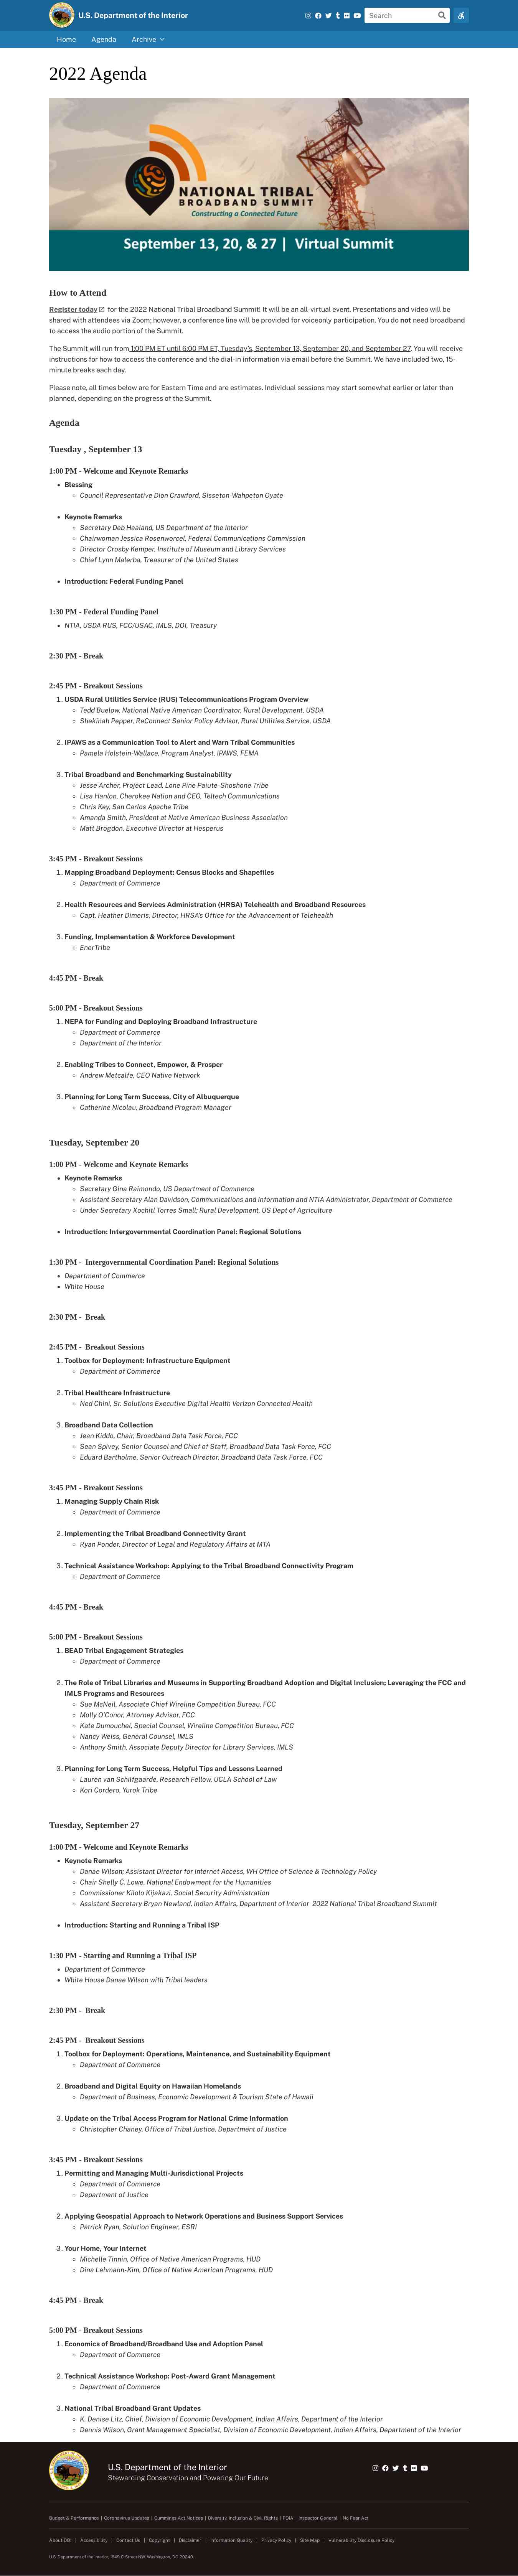 U.S. Department of the Interior
Search
Home
Agenda
Archive
2022 Agenda
NATIONAL TRIBAL
BROADBAND SUMMIT
Constructing a Connected Future
September 13, 20, & 27 | Virtual Summit
How to Attend
Register today for the 2022 National Tribal Broadband Summit! It will be an all-virtual event. Presentations and video will be
shared with attendees via Zoom; however, a conference line will be provided for voiceonly participation. You do not need broadband
to access the audio portion of the Summit.
The Summit will run from 1:00 PM ET until 6:00 PM ET, Tuesday's, September 13, September 20, and September 27. You will receive
instructions for how to access the conference and the dial-in information via email before the Summit. We have included two, 15-
minute breaks each day.
Please note, all times below are for Eastern Time and are estimates. Individual sessions may start somewhat earlier or later than
planned, depending on the progress of the Summit.
Agenda
Tuesday , September 13
1:00 PM - Welcome and Keynote Remarks
• Blessing
Council Representative Dion Crawford, Sisseton-Wahpeton Oyate
• Keynote Remarks
Secretary Deb Haaland, US Department of the Interior
Chairwoman Jessica Rosenworcel, Federal Communications Commission
Director Crosby Kemper, Institute of Museum and Library Services
Chief Lynn Malerba, Treasurer of the United States
• Introduction: Federal Funding Panel
1:30 PM - Federal Funding Panel
• NTIA, USDA RUS, FCC/USAC, IMLS, DOI, Treasury
2:30 PM - Break
2:45 PM - Breakout Sessions
1. USDA Rural Utilities Service (RUS) Telecommunications Program Overview
Tedd Buelow, National Native American Coordinator, Rural Development, USDA
Shekinah Pepper, ReConnect Senior Policy Advisor, Rural Utilities Service, USDA
2. IPAWS as a Communication Tool to Alert and Warn Tribal Communities
Pamela Holstein-Wallace, Program Analyst, IPAWS, FEMA
3. Tribal Broadband and Benchmarking Sustainability
Jesse Archer, Project Lead, Lone Pine Paiute-Shoshone Tribe
Lisa Hanlon, Cherokee Nation and CEO, Teltech Communications
Chris Key, San Carlos Apache Tribe
Amanda Smith, President at Native American Business Association
Matt Brogdon, Executive Director at Hesperus
3:45 PM - Breakout Sessions
1. Mapping Broadband Deployment: Census Blocks and Shapefiles
Department of Commerce
2. Health Resources and Services Administration (HRSA) Telehealth and Broadband Resources
Capt. Heather Dimeris, Director, HRSA's Office for the Advancement of Telehealth
3. Funding, Implementation & Workforce Development
EnerTribe
4:45 PM - Break
5:00 PM - Breakout Sessions
1. NEPA for Funding and Deploying Broadband Infrastructure
Department of Commerce
Department of the Interior
2. Enabling Tribes to Connect, Empower, & Prosper
Andrew Metcalfe, CEO Native Network
3. Planning for Long Term Success, City of Albuquerque
Catherine Nicolau, Broadband Program Manager
Tuesday, September 20
1:00 PM - Welcome and Keynote Remarks
• Keynote Remarks
Secretary Gina Raimondo, US Department of Commerce
Assistant Secretary Alan Davidson, Communications and Information and NTIA Administrator, Department of Commerce
Under Secretary Xochitl Torres Small; Rural Development, US Dept of Agriculture
• Introduction: Intergovernmental Coordination Panel: Regional Solutions
1:30 PM - Intergovernmental Coordination Panel: Regional Solutions
• Department of Commerce
• White House
2:30 PM - Break
2:45 PM - Breakout Sessions
1. Toolbox for Deployment: Infrastructure Equipment
Department of Commerce
2. Tribal Healthcare Infrastructure
Ned Chini, Sr. Solutions Executive Digital Health Verizon Connected Health
3. Broadband Data Collection
Jean Kiddo, Chair, Broadband Data Task Force, FCC
Sean Spivey, Senior Counsel and Chief of Staff, Broadband Data Task Force, FCC
Eduard Bartholme, Senior Outreach Director, Broadband Data Task Force, FCC
3:45 PM - Breakout Sessions
1. Managing Supply Chain Risk
Department of Commerce
2. Implementing the Tribal Broadband Connectivity Grant
Ryan Ponder, Director of Legal and Regulatory Affairs at MTA
3. Technical Assistance Workshop: Applying to the Tribal Broadband Connectivity Program
Department of Commerce
4:45 PM - Break
5:00 PM - Breakout Sessions
1. BEAD Tribal Engagement Strategies
Department of Commerce
2. The Role of Tribal Libraries and Museums in Supporting Broadband Adoption and Digital Inclusion; Leveraging the FCC and
IMLS Programs and Resources
Sue McNeil, Associate Chief Wireline Competition Bureau, FCC
Molly O'Conor, Attorney Advisor, FCC
Kate Dumouchel, Special Counsel, Wireline Competition Bureau, FCC
Nancy Weiss, General Counsel, IMLS
Anthony Smith, Associate Deputy Director for Library Services, IMLS
3. Planning for Long Term Success, Helpful Tips and Lessons Learned
Lauren van Schilfgaarde, Research Fellow, UCLA School of Law
Kori Cordero, Yurok Tribe
Tuesday, September 27
1:00 PM - Welcome and Keynote Remarks
• Keynote Remarks
Danae Wilson; Assistant Director for Internet Access, WH Office of Science & Technology Policy
Chair Shelly C. Lowe, National Endowment for the Humanities
Commissioner Kilolo Kijakazi, Social Security Administration
Assistant Secretary Bryan Newland, Indian Affairs, Department of Interior 2022 National Tribal Broadband Summit
• Introduction: Starting and Running a Tribal ISP
1:30 PM - Starting and Running a Tribal ISP
• Department of Commerce
• White House Danae Wilson with Tribal leaders
2:30 PM - Break
2:45 PM - Breakout Sessions
1. Toolbox for Deployment: Operations, Maintenance, and Sustainability Equipment
Department of Commerce
2. Broadband and Digital Equity on Hawaiian Homelands
Department of Business, Economic Development & Tourism State of Hawaii
3. Update on the Tribal Access Program for National Crime Information
Christopher Chaney, Office of Tribal Justice, Department of Justice
3:45 PM - Breakout Sessions
1. Permitting and Managing Multi-Jurisdictional Projects
Department of Commerce
Department of Justice
2. Applying Geospatial Approach to Network Operations and Business Support Services
Patrick Ryan, Solution Engineer, ESRI
3. Your Home, Your Internet
Michelle Tinnin, Office of Native American Programs, HUD
Dina Lehmann-Kim, Office of Native American Programs, HUD
4:45 PM - Break
5:00 PM - Breakout Sessions
1. Economics of Broadband/Broadband Use and Adoption Panel
Department of Commerce
2. Technical Assistance Workshop: Post-Award Grant Management
Department of Commerce
3. National Tribal Broadband Grant Updates
K. Denise Litz, Chief, Division of Economic Development, Indian Affairs, Department of the Interior
Dennis Wilson, Grant Management Specialist, Division of Economic Development, Indian Affairs, Department of the Interior
U.S. Department of the Interior
Stewarding Conservation and Powering Our Future
Budget & Performance | Coronavirus Updates | Cummings Act Notices | Diversity, Inclusion & Civil Rights | FOIA | Inspector General | No Fear Act
About DOI | Accessibility | Contact Us | Copyright | Disclaimer | Information Quality | Privacy Policy | Site Map | Vulnerability Disclosure Policy
U.S. Department of the Interior, 1849 C Street NW, Washington, DC 20240.